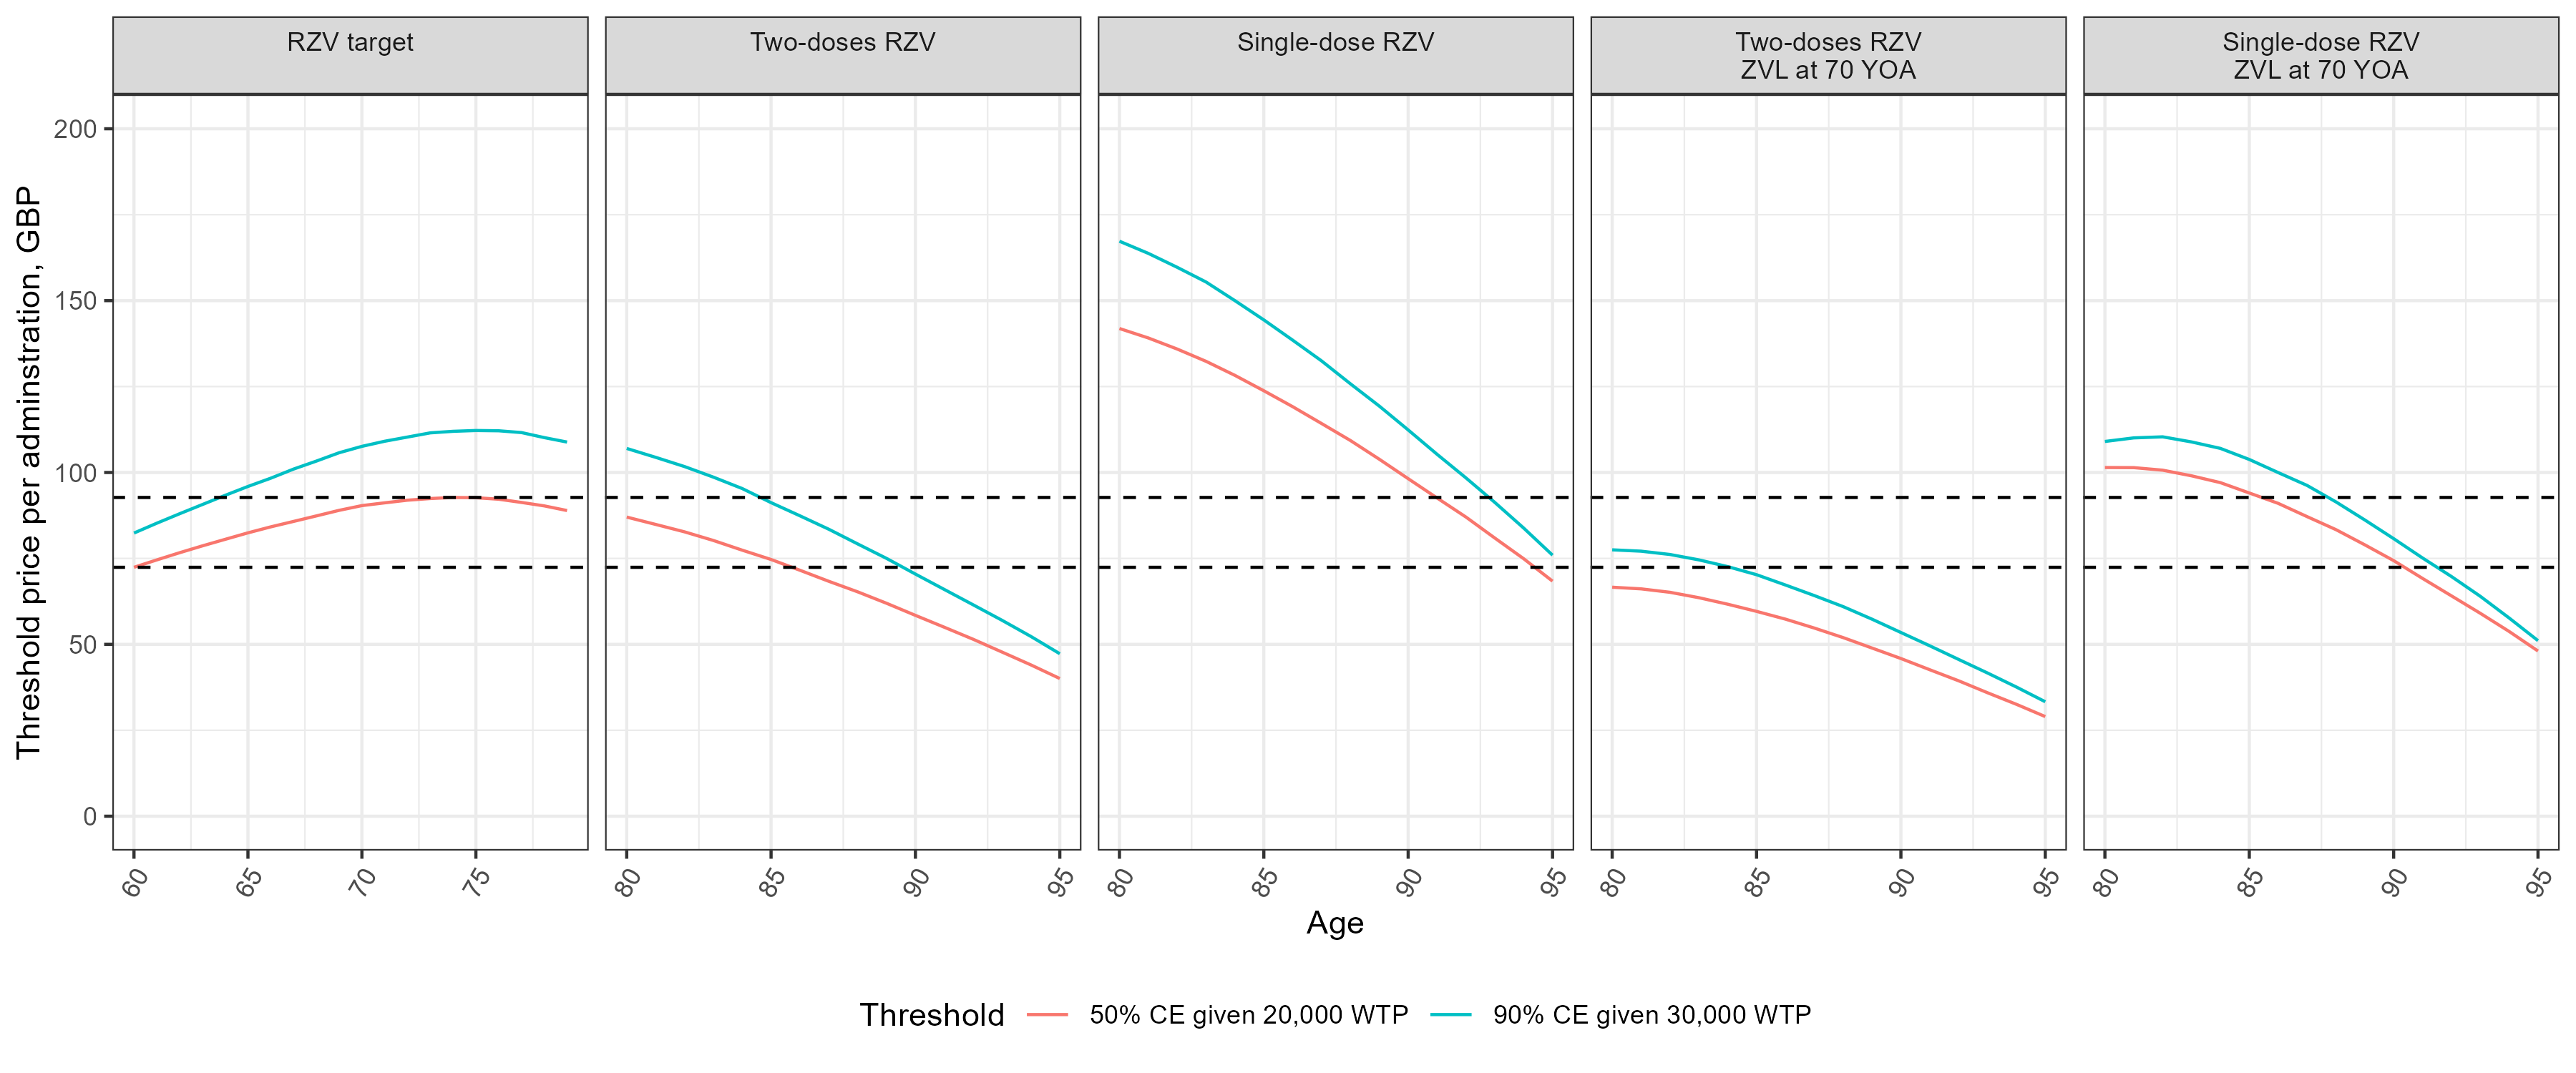 RZV target
Two-doses RZV
Single-dose RZV
Two-doses RZV
ZVL at 70 YOA
Single-dose RZV
ZVL at 70 YOA
Threshold price per adminstration, GBP
200
150
100
50
0
60
65
70
75
80
85
90
95
80
85
90
95
80
85
90
95
80
85
90
95
Age
Threshold
50% CE given 20,000 WTP
90% CE given 30,000 WTP